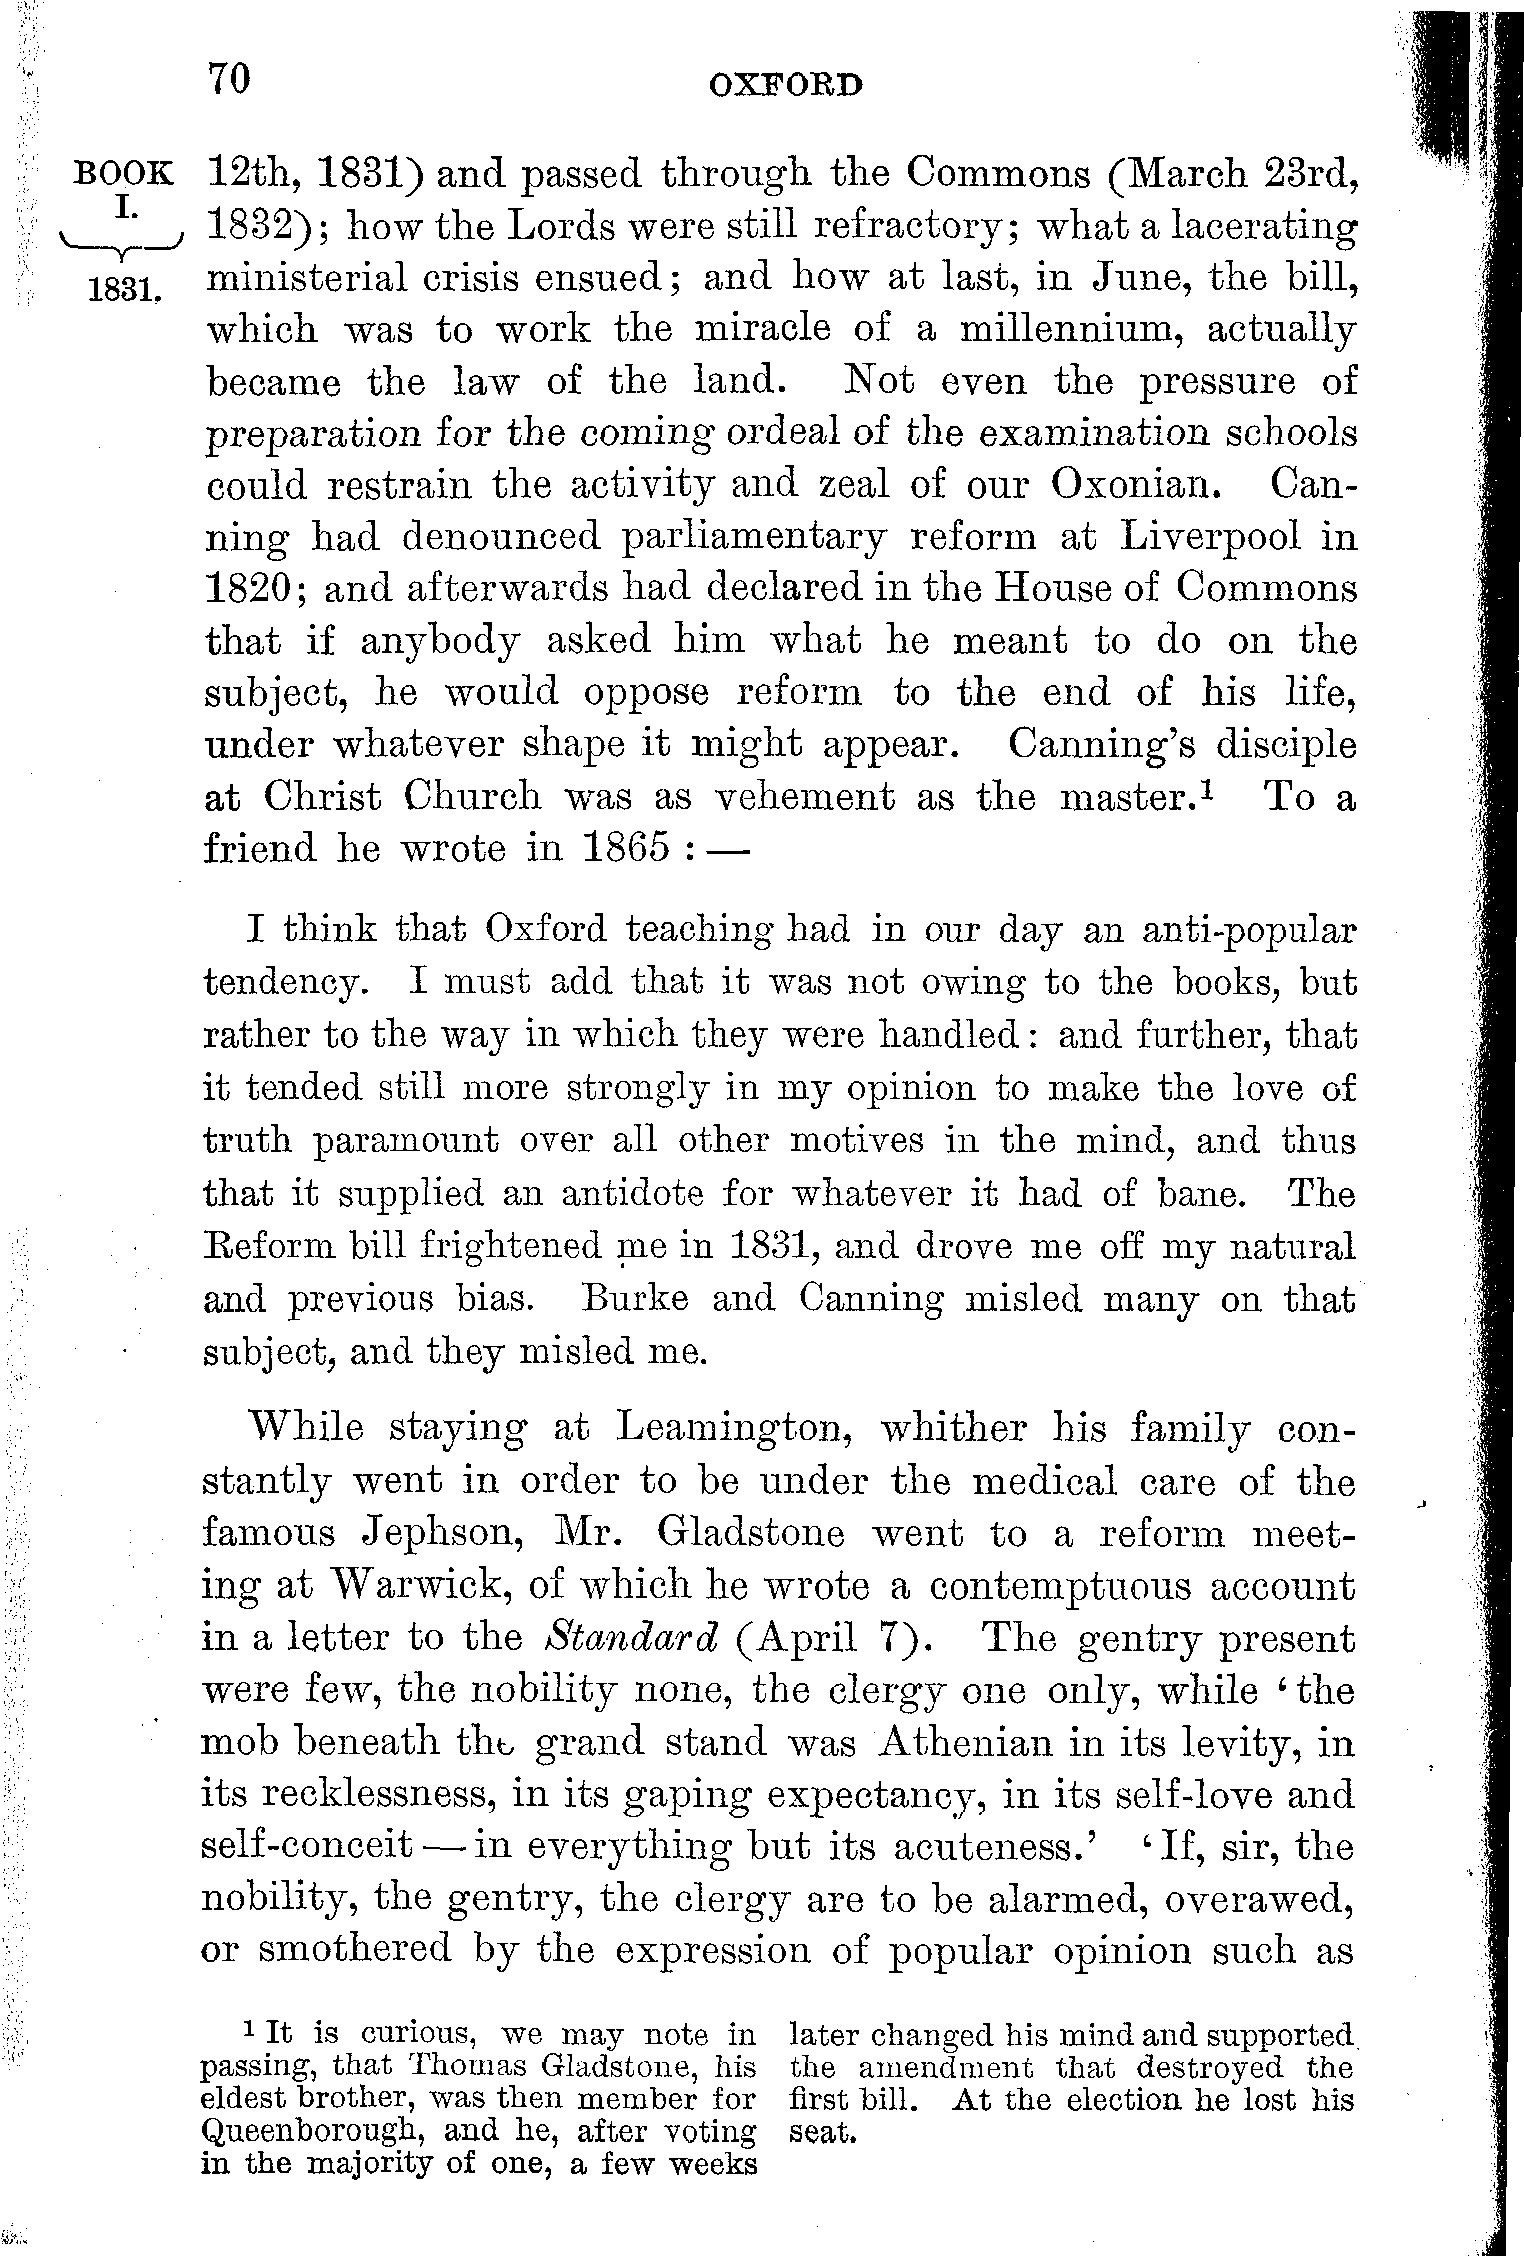 70
OXFORD
BOOK
I.
1831.
12th, 1831) and passed through the Commons (March 23rd,
1832); how the Lords were still refractory; what a lacerating
ministerial crisis ensued; and how at last, in June, the bill,
which was to work the miracle of a millennium, actually
became the law of the land. Not even the pressure of
preparation for the coming ordeal of the examination schools
could restrain the activity and zeal of our Oxonian. Can-
ning had denounced parliamentary reform at Liverpool in
1820; and afterwards had declared in the House of Commons
that if anybody asked him what he meant to do on the
subject, he would oppose reform to the end of his life,
under whatever shape it might appear. Canning's disciple
at Christ Church was as vehement as the master.¹ To a
friend he wrote in 1865 : —
I think that Oxford teaching had in our day an anti-popular
tendency. I must add that it was not owing to the books, but
rather to the way in which they were handled: and further, that
it tended still more strongly in my opinion to make the love of
truth paramount over all other motives in the mind, and thus
that it supplied an antidote for whatever it had of bane. The
Reform bill frightened me in 1831, and drove me off my natural
and previous bias. Burke and Canning misled many on that
subject, and they misled me.
While staying at Leamington, whither his family con-
stantly went in order to be under the medical care of the
famous Jephson, Mr. Gladstone went to a reform meet-
ing at Warwick, of which he wrote a contemptuous account
in a letter to the Standard (April 7). The gentry present
were few, the nobility none, the clergy one only, while ‘the
mob beneath the grand stand was Athenian in its levity, in
its recklessness, in its gaping expectancy, in its self-love and
self-conceit — in everything but its acuteness.’ ‘If, sir, the
nobility, the gentry, the clergy are to be alarmed, overawed,
or smothered by the expression of popular opinion such as
¹ It is curious, we may note in
passing, that Thomas Gladstone, his
eldest brother, was then member for
Queenborough, and he, after voting
in the majority of one, a few weeks
later changed his mind and supported
the amendment that destroyed the
first bill. At the election he lost his
seat.